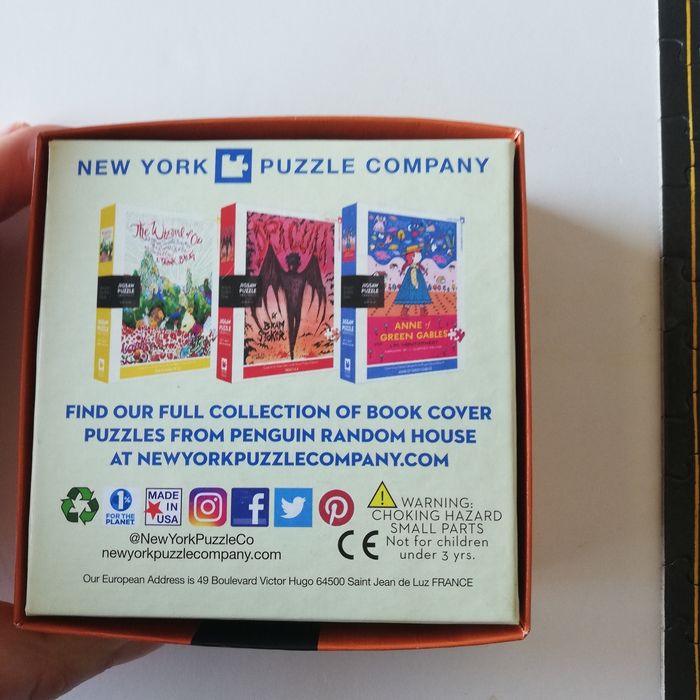 NEW YORK PUZZLE COMPANY
The Wizard of Oz
JIGSAW
PUZZLE
JIGSAW
PUZZLE
BRAM
STOKER
JIGSAW
PUZZLE
ANNE of
GREEN GABLES
FIND OUR FULL COLLECTION OF BOOK COVER
PUZZLES FROM PENGUIN RANDOM HOUSE
AT NEWYORKPUZZLECOMPANY.COM
1%
FOR THE
PLANET
MADE
IN
USA
@NewYorkPuzzleCo
newyorkpuzzlecompany.com
CE
WARNING:
CHOKING HAZARD
SMALL PARTS
Not for children
under 3 yrs.
Our European Address is 49 Boulevard Victor Hugo 64500 Saint Jean de Luz FRANCE